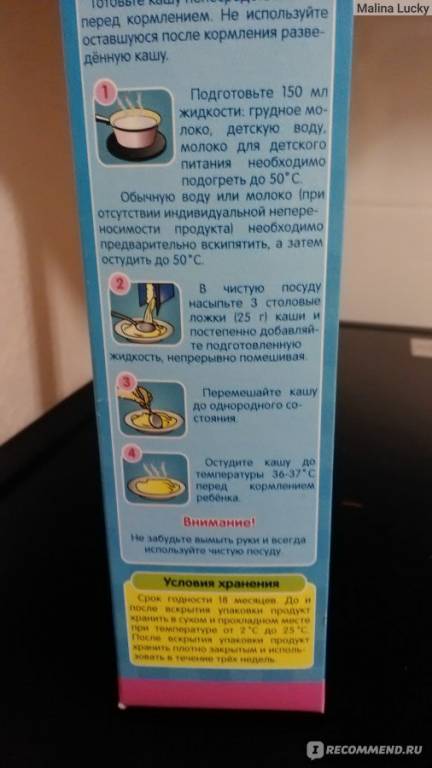 Malina Lucky
Готовьте кашу непосредственно
перед кормлением. Не используйте
оставшуюся после кормления разве-
дённую кашу.
1
Подготовьте 150 мл
жидкости: грудное мо-
локо, детскую воду,
молоко для детского
питания необходимо
подогреть до 50°С.
Обычную воду или молоко (при
отсутствии индивидуальной непере-
носимости продукта) необходимо
предварительно вскипятить, а затем
остудить до 50°С.
2
В чистую посуду
насыпьте 3 столовые
ложки (25 г) каши и
постепенно добавляй-
те подготовленную
жидкость, непрерывно помешивая.
3
Перемешайте кашу
до однородного со-
стояния.
4
Остудите кашу до
температуры 36-37°С
перед кормлением
ребёнка.
Внимание!
Не забудьте вымыть руки и всегда
используйте чистую посуду.
Условия хранения
Срок годности 18 месяцев. До и
после вскрытия упаковки продукт
хранить в сухом и прохладном месте
при температуре от 2°С до 25°С.
После вскрытия упаковки продукт
хранить плотно закрытым и исполь-
зовать в течение трёх недель.
IRECOMMEND.RU